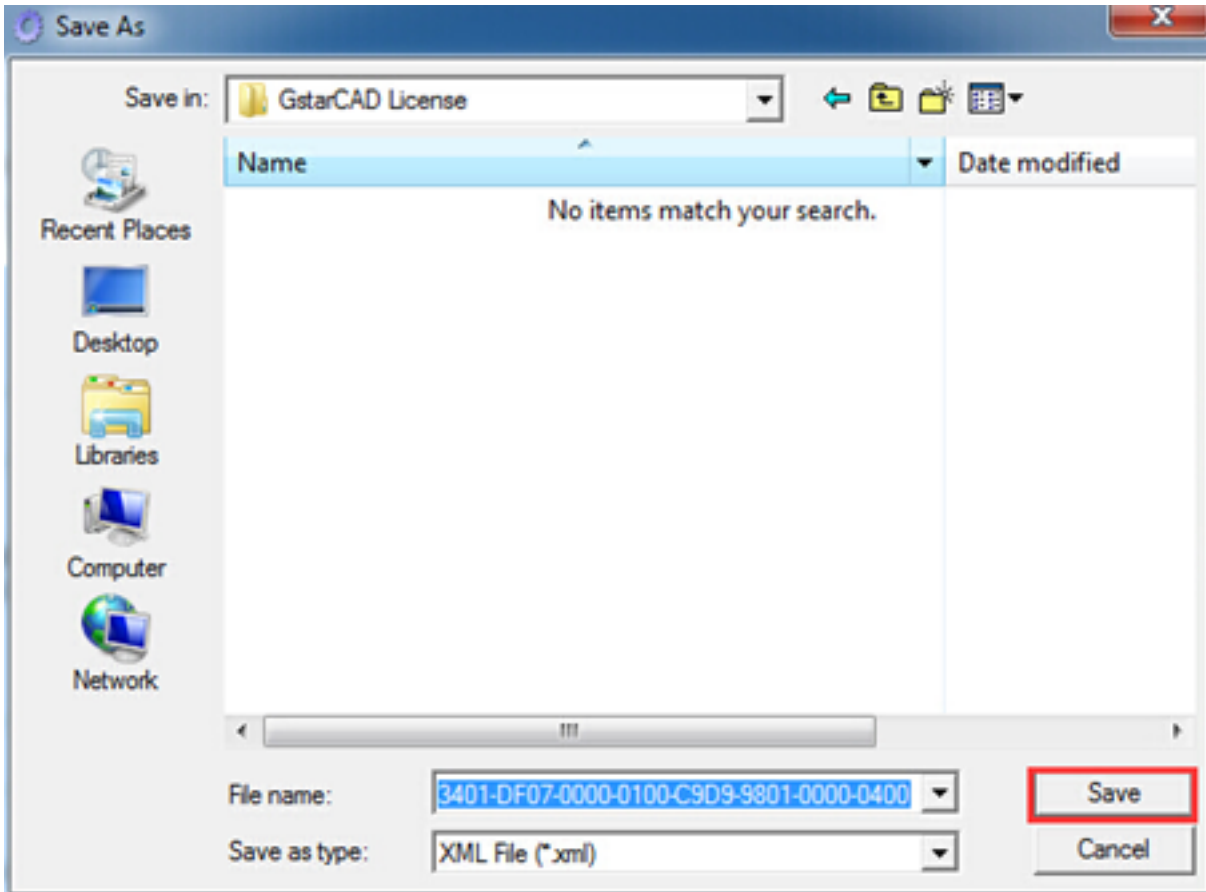 Save As
Save in: GstarCAD License
Name Date modified
No items match your search.
Recent Places
Desktop
Libraries
Computer
Network
File name: 3401-DF07-0000-0100-C9D9-9801-0000-0400 Save
Save as type: XML File (*.xml) Cancel